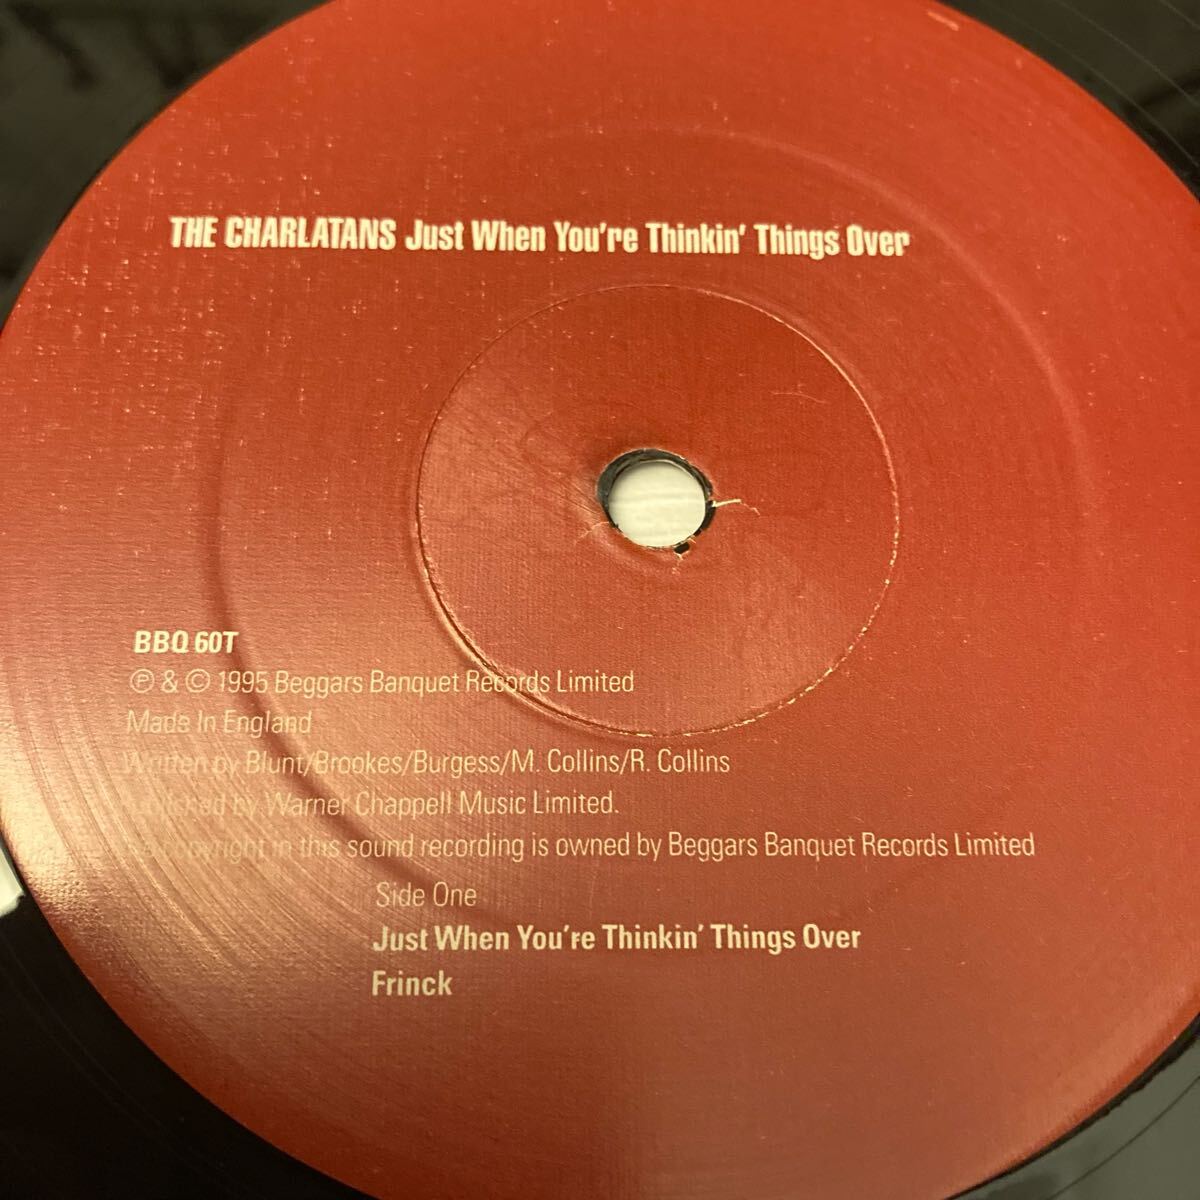 THE CHARLATANS Just When You're Thinkin' Things Over
BBQ 60T
℗ & © 1995 Beggars Banquet Records Limited
Made In England
Written by Blunt/Brookes/Burgess/M. Collins/R. Collins
by Warner Chappell Music Limited.
copyright in this sound recording is owned by Beggars Banquet Records Limited
Side One
Just When You're Thinkin' Things Over
Frinck